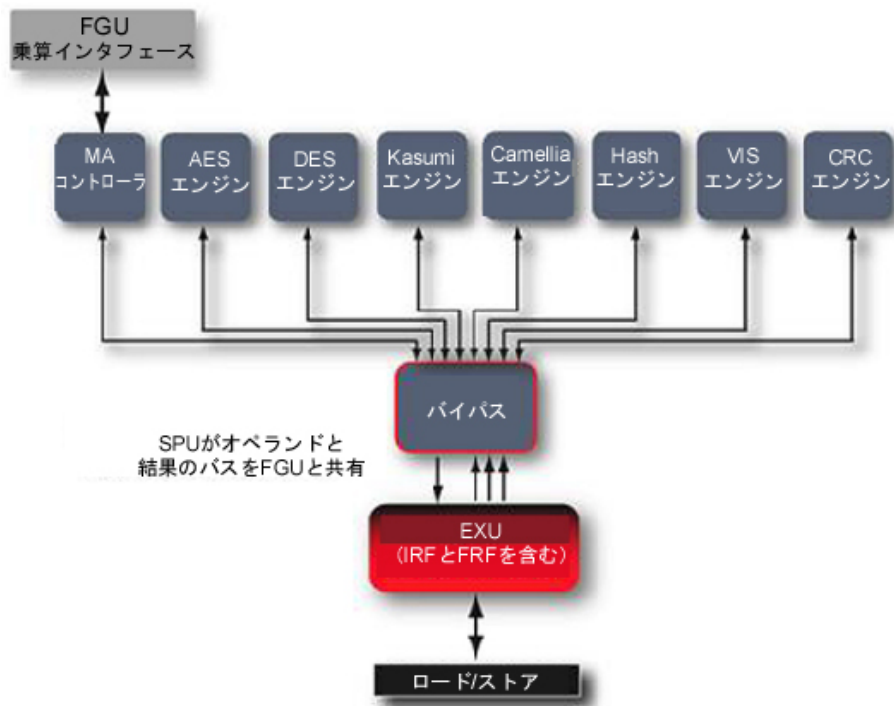 FGU
乗算インタフェース
MA
コントローラ
AES
エンジン
DES
エンジン
Kasumi
エンジン
Camellia
エンジン
Hash
エンジン
VIS
エンジン
CRC
エンジン
バイパス
SPUがオペランドと
結果のバスをFGUと共有
EXU
(IRFとFRFを含む)
ロード/ストア